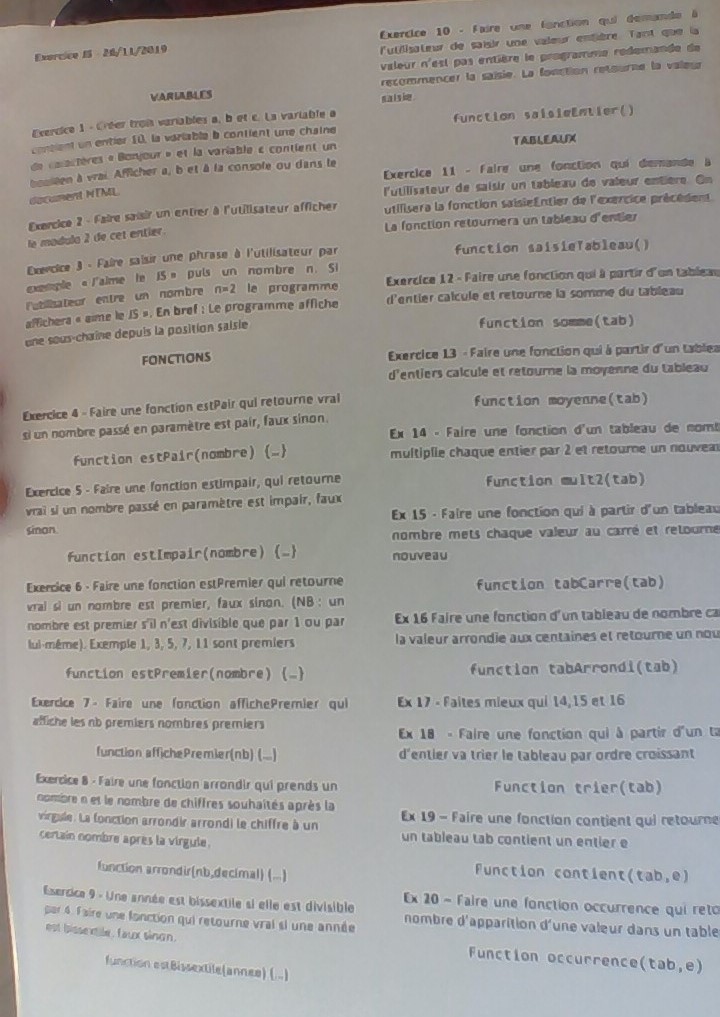 Exercice JS - 26/11/2019
VARIABLES
Exercice 1 - Créer trois variables a, b et c. La variable a
contient un entier 10, la variable b contient une chaine
de caractères « Bonjour » et la variable c contient un
booléen à vrai. Afficher a, b et à la console ou dans le
document HTML.
Exercice 2 - Faire saisir un entier à l'utilisateur afficher
le modulo 2 de cet entier.
Exercice 3 - Faire saisir une phrase à l'utilisateur par
exemple « J'aime le JS » puis un nombre n. Si
l'utilisateur entre un nombre n=2 le programme
affichera « aime le JS ». En bref : Le programme affiche
une sous-chaine depuis la position saisie
FONCTIONS
Exercice 4 - Faire une fonction estPair qui retourne vrai
si un nombre passé en paramètre est pair, faux sinon.
function estPair(nombre) {…}
Exercice 5 - Faire une fonction estimpair, qui retourne
vrai si un nombre passé en paramètre est impair, faux
sinon.
function estImpair(nombre) {…}
Exercice 6 - Faire une fonction estPremier qui retourne
vrai si un nombre est premier, faux sinon. (NB : un
nombre est premier s'il n'est divisible que par 1 ou par
lui-même). Exemple 1, 3, 5, 7, 11 sont premiers
function estPremier(nombre) {…}
Exercice 7 - Faire une fonction affichePremier qui
affiche les nb premiers nombres premiers
function affichePremier(nb) {…}
Exercice 8 - Faire une fonction arrondir qui prends un
nombre n et le nombre de chiffres souhaités après la
virgule. La fonction arrondir arrondi le chiffre à un
certain nombre après la virgule.
function arrondir(nb,decimal) {…}
Exercice 9 - Une année est bissextile si elle est divisible
par 4. Faire une fonction qui retourne vrai si une année
est bissextile, faux sinon.
function estBissextile(annee) {…}
Exercice 10 - Faire une fonction qui demande à
l'utilisateur de saisir une valeur entière. Tant que la
valeur n'est pas entière le programme redemande de
recommencer la saisie. La fonction retourne la valeur
saisie.
function saisieEntier()
TABLEAUX
Exercice 11 - Faire une fonction qui demande à
l'utilisateur de saisir un tableau de valeur entière. On
utilisera la fonction saisieEntier de l'exercice précédent.
La fonction retournera un tableau d'entier
function saisieTableau()
Exercice 12 - Faire une fonction qui à partir d'un tableau
d'entier calcule et retourne la somme du tableau
function somme(tab)
Exercice 13 - Faire une fonction qui à partir d'un tablea
d'entiers calcule et retourne la moyenne du tableau
function moyenne(tab)
Ex 14 - Faire une fonction d'un tableau de nomb
multiplie chaque entier par 2 et retourne un nouveau
Function mult2(tab)
Ex 15 - Faire une fonction qui à partir d'un tableau
nombre mets chaque valeur au carré et retourne
nouveau
Function tabCarre(tab)
Ex 16 Faire une fonction d'un tableau de nombre ca
la valeur arrondie aux centaines et retourne un nou
function tabArrondi(tab)
Ex 17 - Faites mieux qui 14,15 et 16
Ex 18 - Faire une fonction qui à partir d'un ta
d'entier va trier le tableau par ordre croissant
Function trier(tab)
Ex 19 – Faire une fonction contient qui retourne
un tableau tab contient un entier e
Function contient(tab,e)
Ex 20 – Faire une fonction occurrence qui reto
nombre d'apparition d'une valeur dans un table
Function occurrence(tab,e)